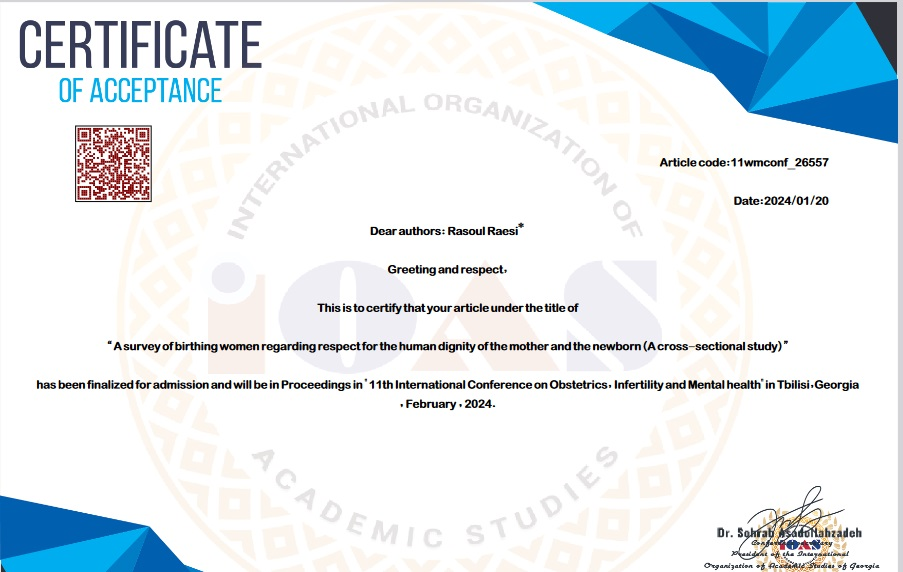 CERTIFICATE
OF ACCEPTANCE
INTERNATIONAL ORGANIZATION OF
Article code:11wmconf_26557
Date:2024/01/20
Dear authors: Rasoul Raesi*
Greeting and respect,
iOAS
This is to certify that your article under the title of
“ A survey of birthing women regarding respect for the human dignity of the mother and the newborn (A cross-sectional study) ”
has been finalized for admission and will be in Proceedings in ' 11th International Conference on Obstetrics، Infertility and Mental health' in Tbilisi،Georgia
، February ، 2024.
ACADEMIC STUDIES
Dr. Sohrab Asadollahzadeh
iOAS
President of the International
Organization of Academic Studies of Georgia